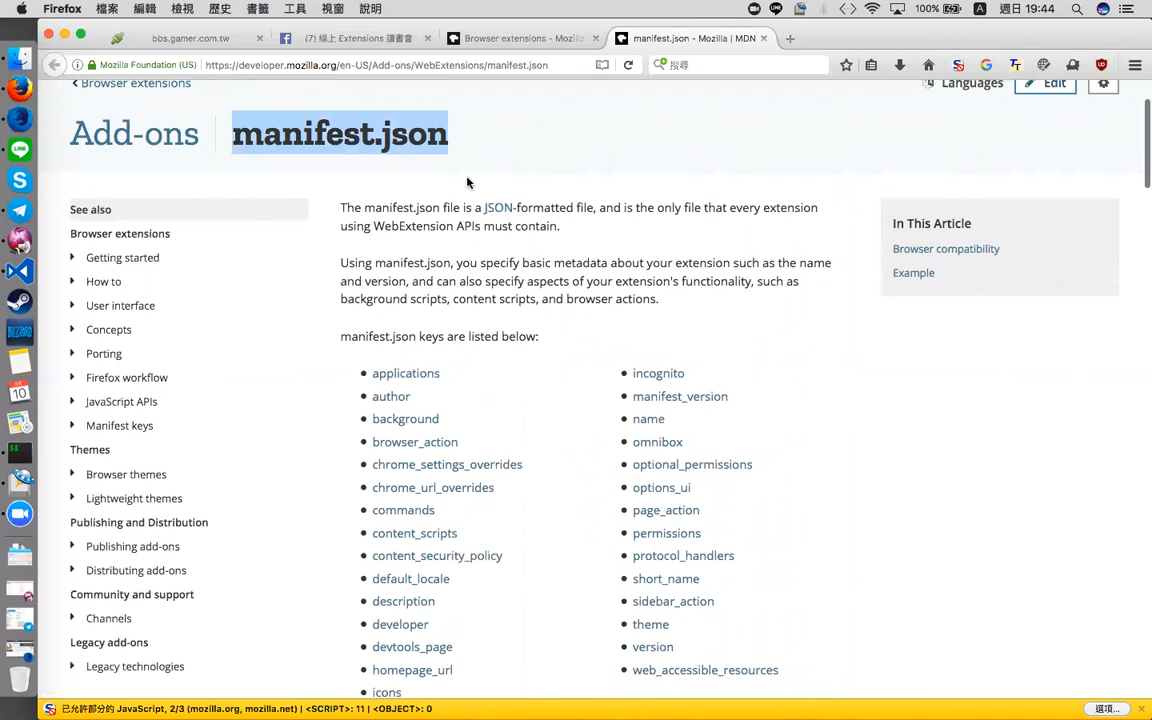 Firefox 檔案 編輯 檢視 歷史 書籤 工具 視窗 說明 100% 週日 19:44
bbs.gamer.com.tw × (7) 線上 Extensions 讀書會 × Browser extensions - Mozilla × manifest.json - Mozilla | MDN ×
Mozilla Foundation (US) https://developer.mozilla.org/en-US/Add-ons/WebExtensions/manifest.json 搜尋
Browser extensions Languages Edit
Add-ons manifest.json
See also
Browser extensions
Getting started
How to
User interface
Concepts
Porting
Firefox workflow
JavaScript APIs
Manifest keys
Themes
Browser themes
Lightweight themes
Publishing and Distribution
Publishing add-ons
Distributing add-ons
Community and support
Channels
Legacy add-ons
Legacy technologies
The manifest.json file is a JSON-formatted file, and is the only file that every extension
using WebExtension APIs must contain.
Using manifest.json, you specify basic metadata about your extension such as the name
and version, and can also specify aspects of your extension's functionality, such as
background scripts, content scripts, and browser actions.
manifest.json keys are listed below:
applications
author
background
browser_action
chrome_settings_overrides
chrome_url_overrides
commands
content_scripts
content_security_policy
default_locale
description
developer
devtools_page
homepage_url
icons
incognito
manifest_version
name
omnibox
optional_permissions
options_ui
page_action
permissions
protocol_handlers
short_name
sidebar_action
theme
version
web_accessible_resources
In This Article
Browser compatibility
Example
已允許部分的 JavaScript, 2/3 (mozilla.org, mozilla.net) | <SCRIPT>: 11 | <OBJECT>: 0 選項... ×